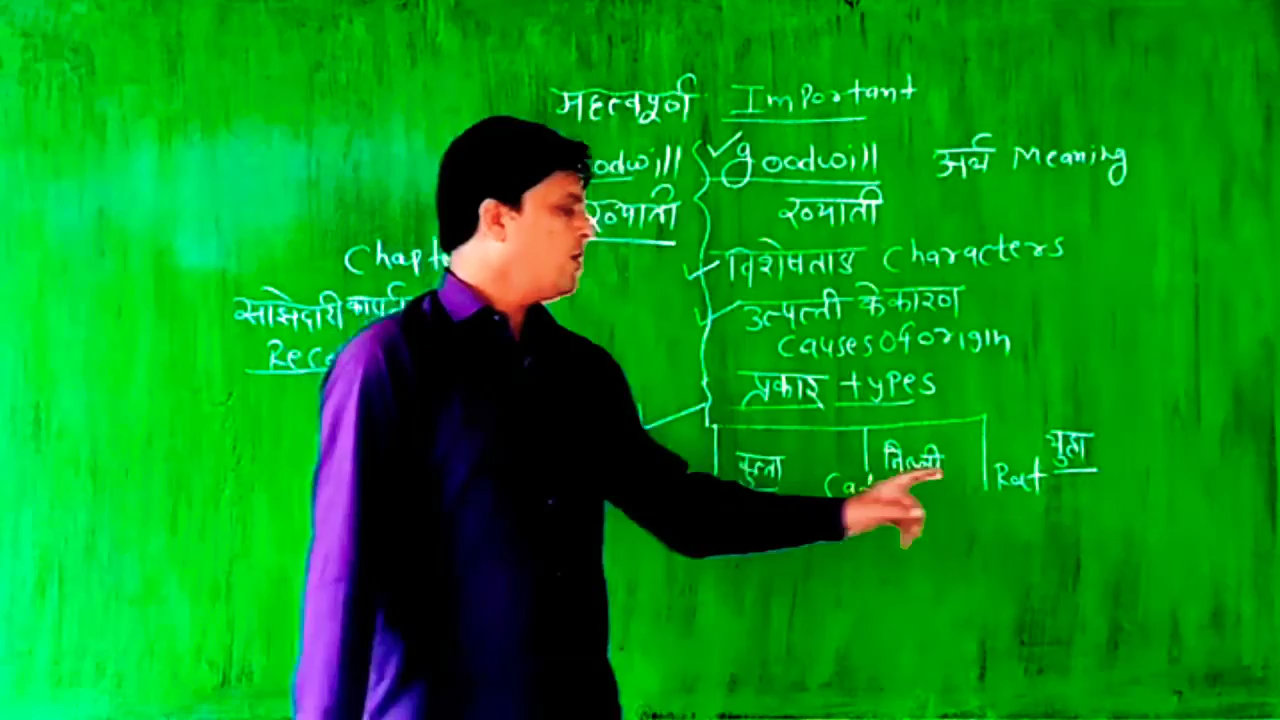 महत्वपूर्ण Important
odwill goodwill अर्थ Meaning
ख्याती ख्याती
Chapte विशेषताऐ Characters
साझेदारी उत्पत्ती के कारण
Rec causes of origin
प्रकार types
कुत्ता Ca बिल्ली Rat चुहा